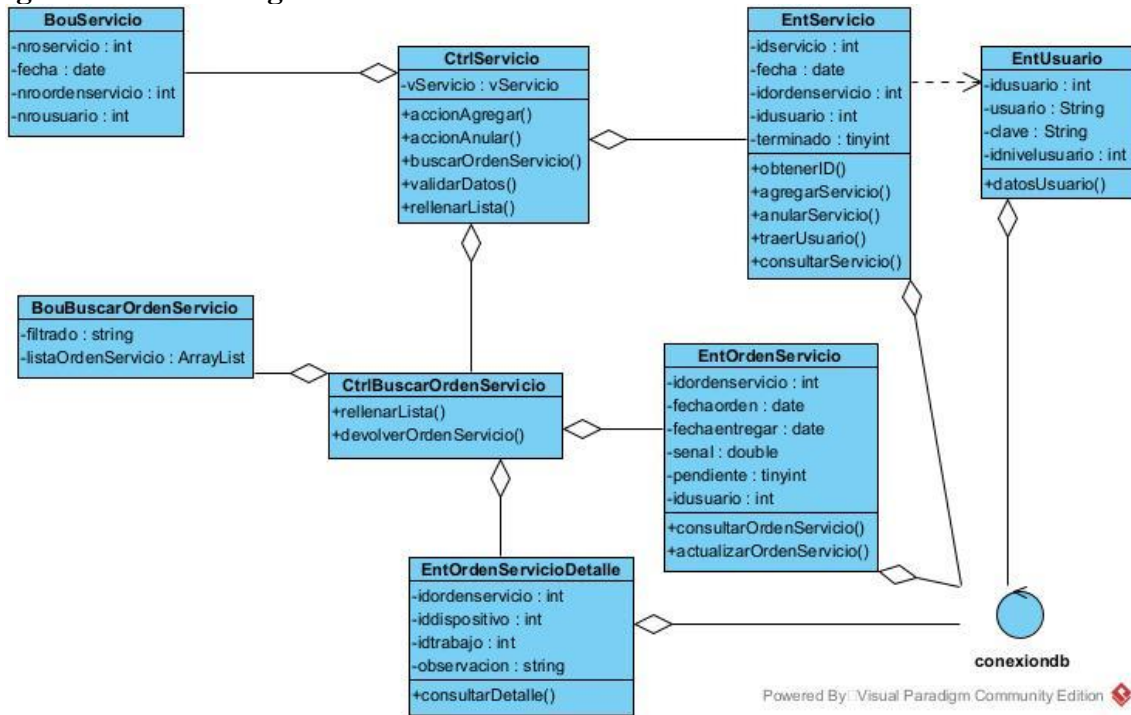 BouServicio
-nroservicio : int
-fecha : date
-nroordenservicio : int
-nrousuario : int
CtrlServicio
-vServicio : vServicio
+accionAgregar()
+accionAnular()
+buscarOrdenServicio()
+validarDatos()
+rellenarLista()
EntServicio
-idservicio : int
-fecha : date
-idordenservicio : int
-idusuario : int
-terminado : tinyint
+obtenerID()
+agregarServicio()
+anularServicio()
+traerUsuario()
+consultarServicio()
EntUsuario
-idusuario : int
-usuario : String
-clave : String
-idnivelusuario : int
+datosUsuario()
BouBuscarOrdenServicio
-filtrado : string
-listaOrdenServicio : ArrayList
CtrlBuscarOrdenServicio
+rellenarLista()
+devolverOrdenServicio()
EntOrdenServicio
-idordenservicio : int
-fechaorden : date
-fechaentregar : date
-senal : double
-pendiente : tinyint
-idusuario : int
+consultarOrdenServicio()
+actualizarOrdenServicio()
EntOrdenServicioDetalle
-idordenservicio : int
-iddispositivo : int
-idtrabajo : int
-observacion : string
+consultarDetalle()
conexiondb
Powered By Visual Paradigm Community Edition